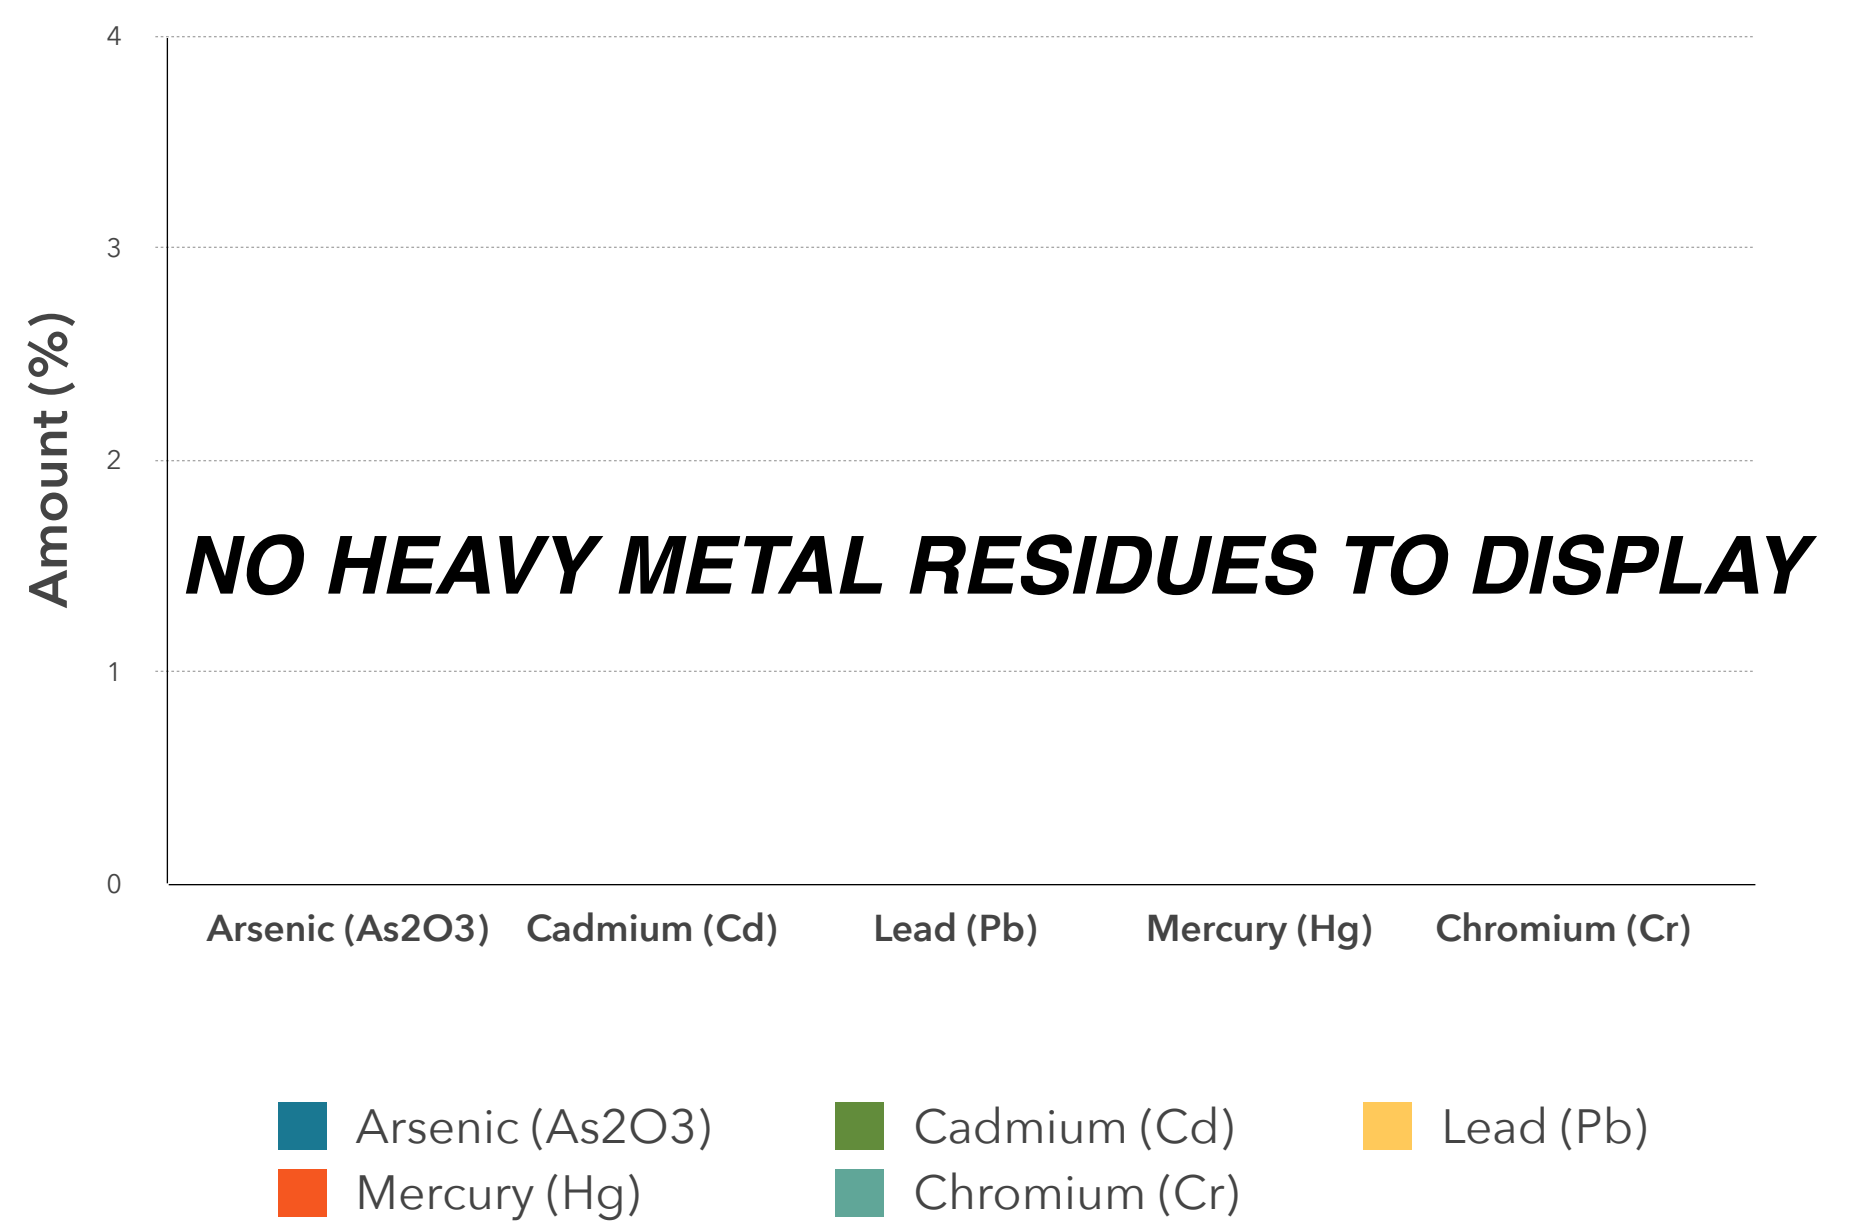 4
3
2
1
0
Amount (%)
NO HEAVY METAL RESIDUES TO DISPLAY
Arsenic (As2O3) Cadmium (Cd) Lead (Pb) Mercury (Hg) Chromium (Cr)
Arsenic (As2O3) Cadmium (Cd) Lead (Pb)
Mercury (Hg) Chromium (Cr)